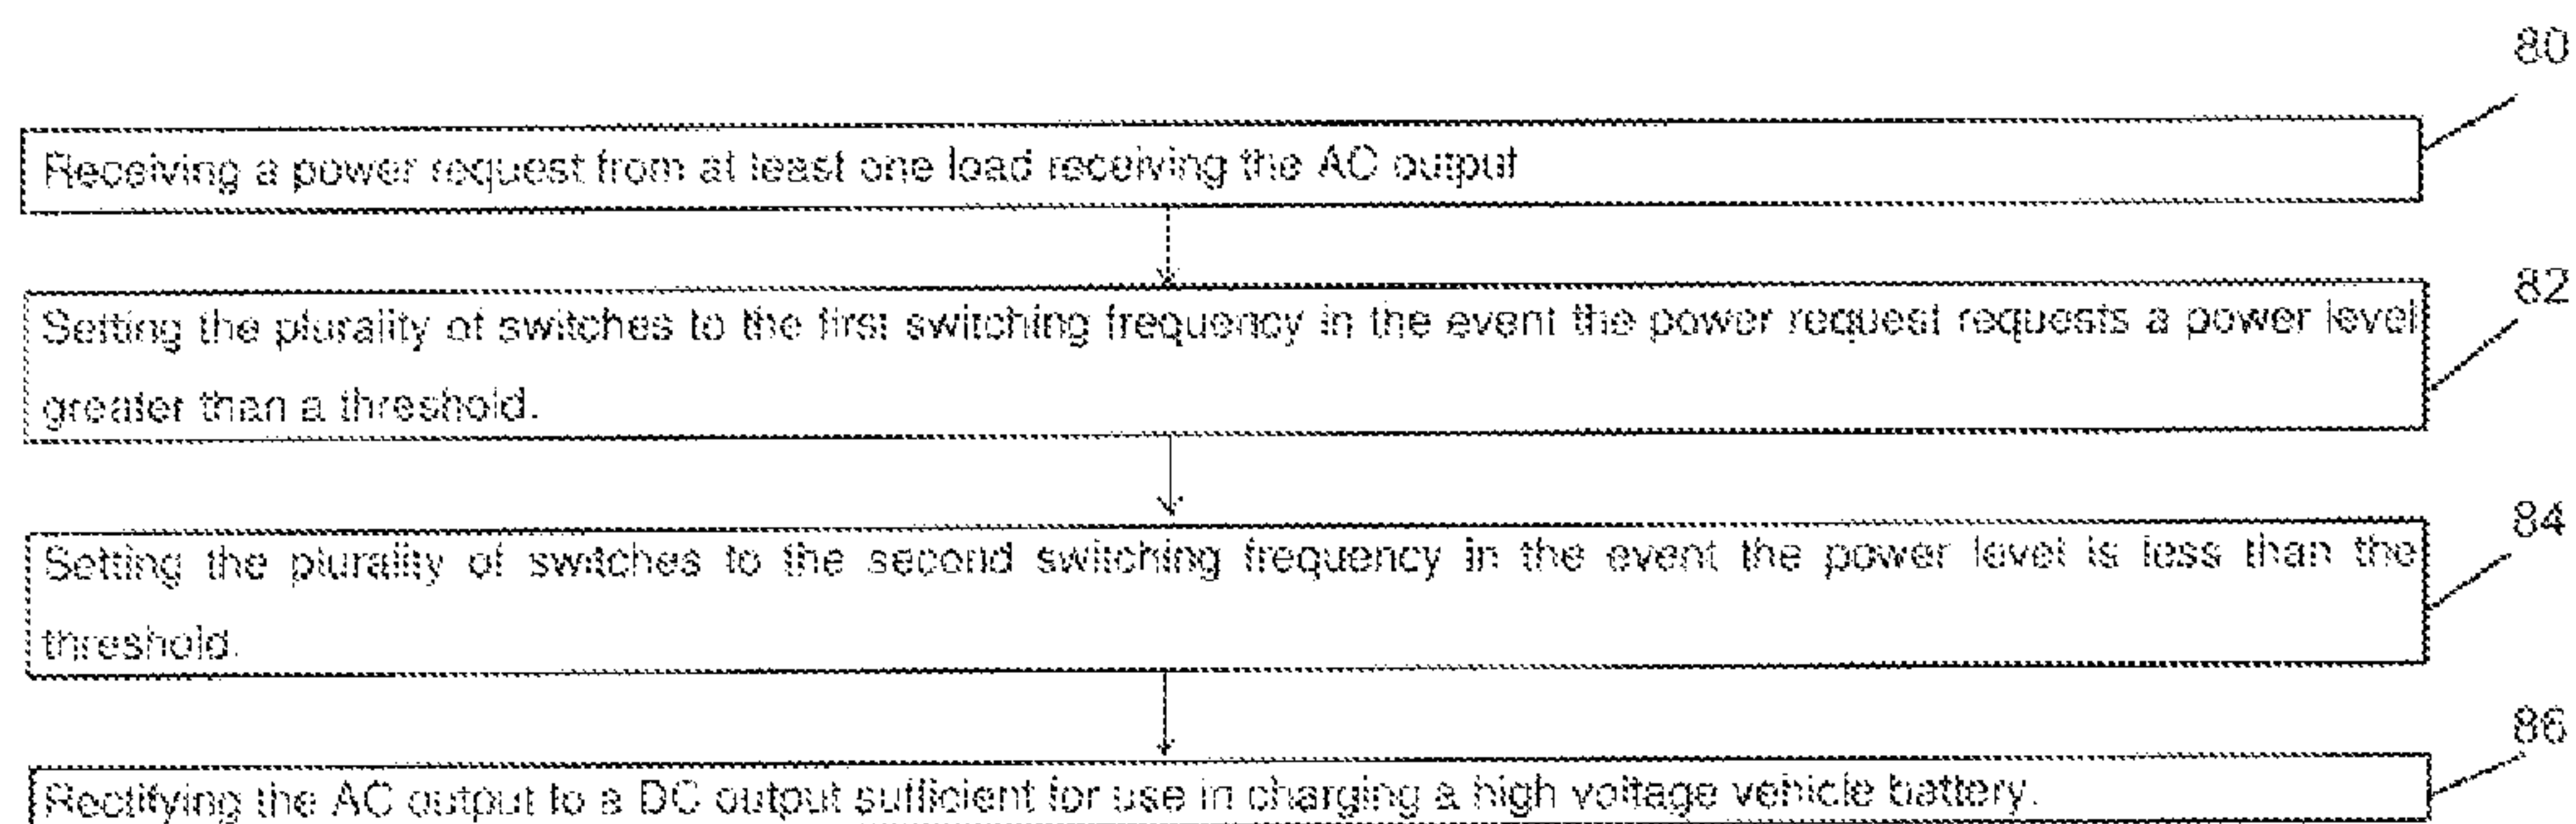 80
Receiving a power request from at least one load receiving the AC output
82
Setting the plurality of switches to the first switching frequency in the event the power request requests a power level
greater than a threshold.
84
Setting the plurality of switches to the second switching frequency in the event the power level is less than the
threshold.
86
Rectifying the AC output to a DC output sufficient for use in charging a high voltage vehicle battery.